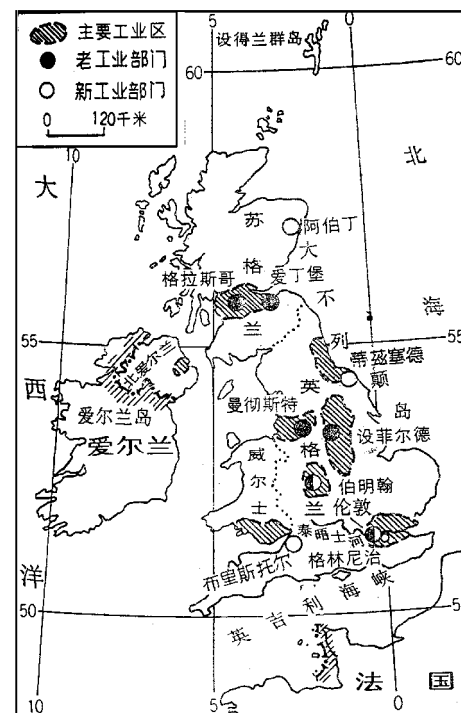 主要工业区
老工业部门
新工业部门
0 120千米
设得兰群岛
60
60
10
5
0
北
大
苏
阿伯丁
格
大
格拉斯哥
爱丁堡
不
兰
海
55
55
列
北爱尔兰
蒂兹塞德
颠
西
英
曼彻斯特
岛
爱尔兰岛
设菲尔德
爱尔兰
格
威
尔
伯明翰
士
兰
伦敦
泰晤士河
布里斯托尔
格林尼治
洋
50
英吉利海峡
5
法国
10
5
0